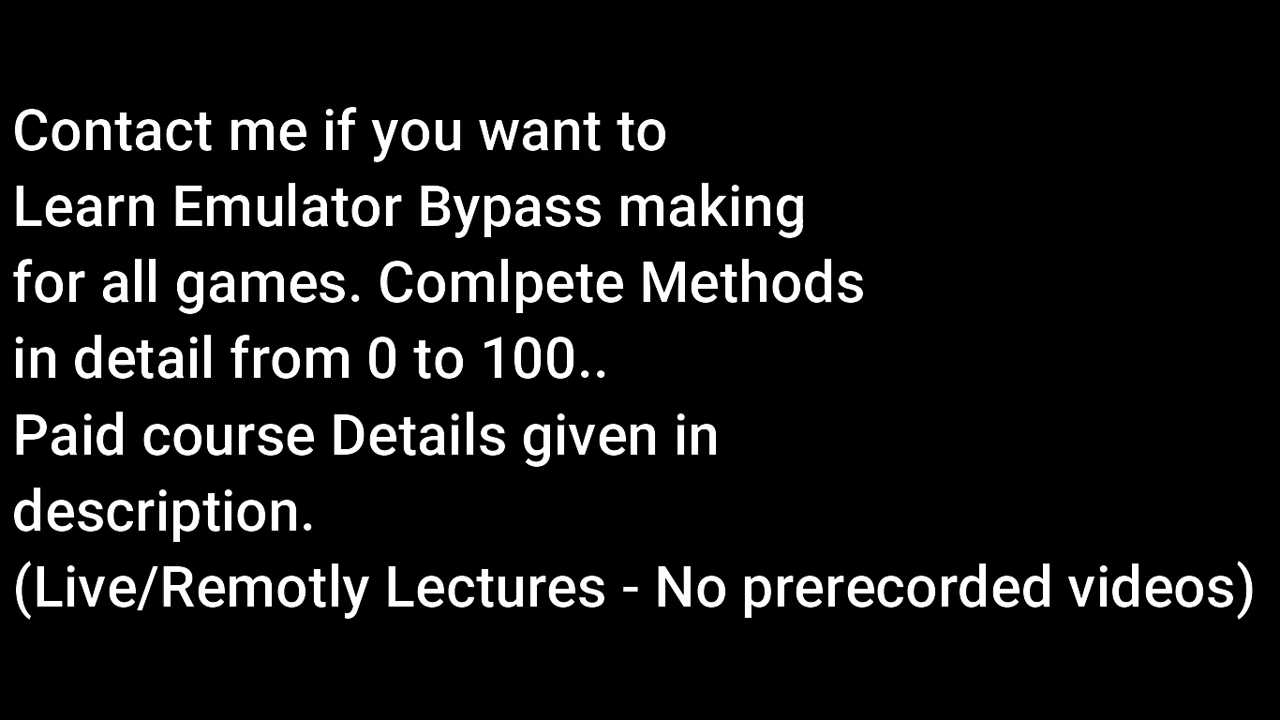 Contact me if you want to
Learn Emulator Bypass making
for all games. Comlpete Methods
in detail from 0 to 100..
Paid course Details given in
description.
(Live/Remotly Lectures - No prerecorded videos)